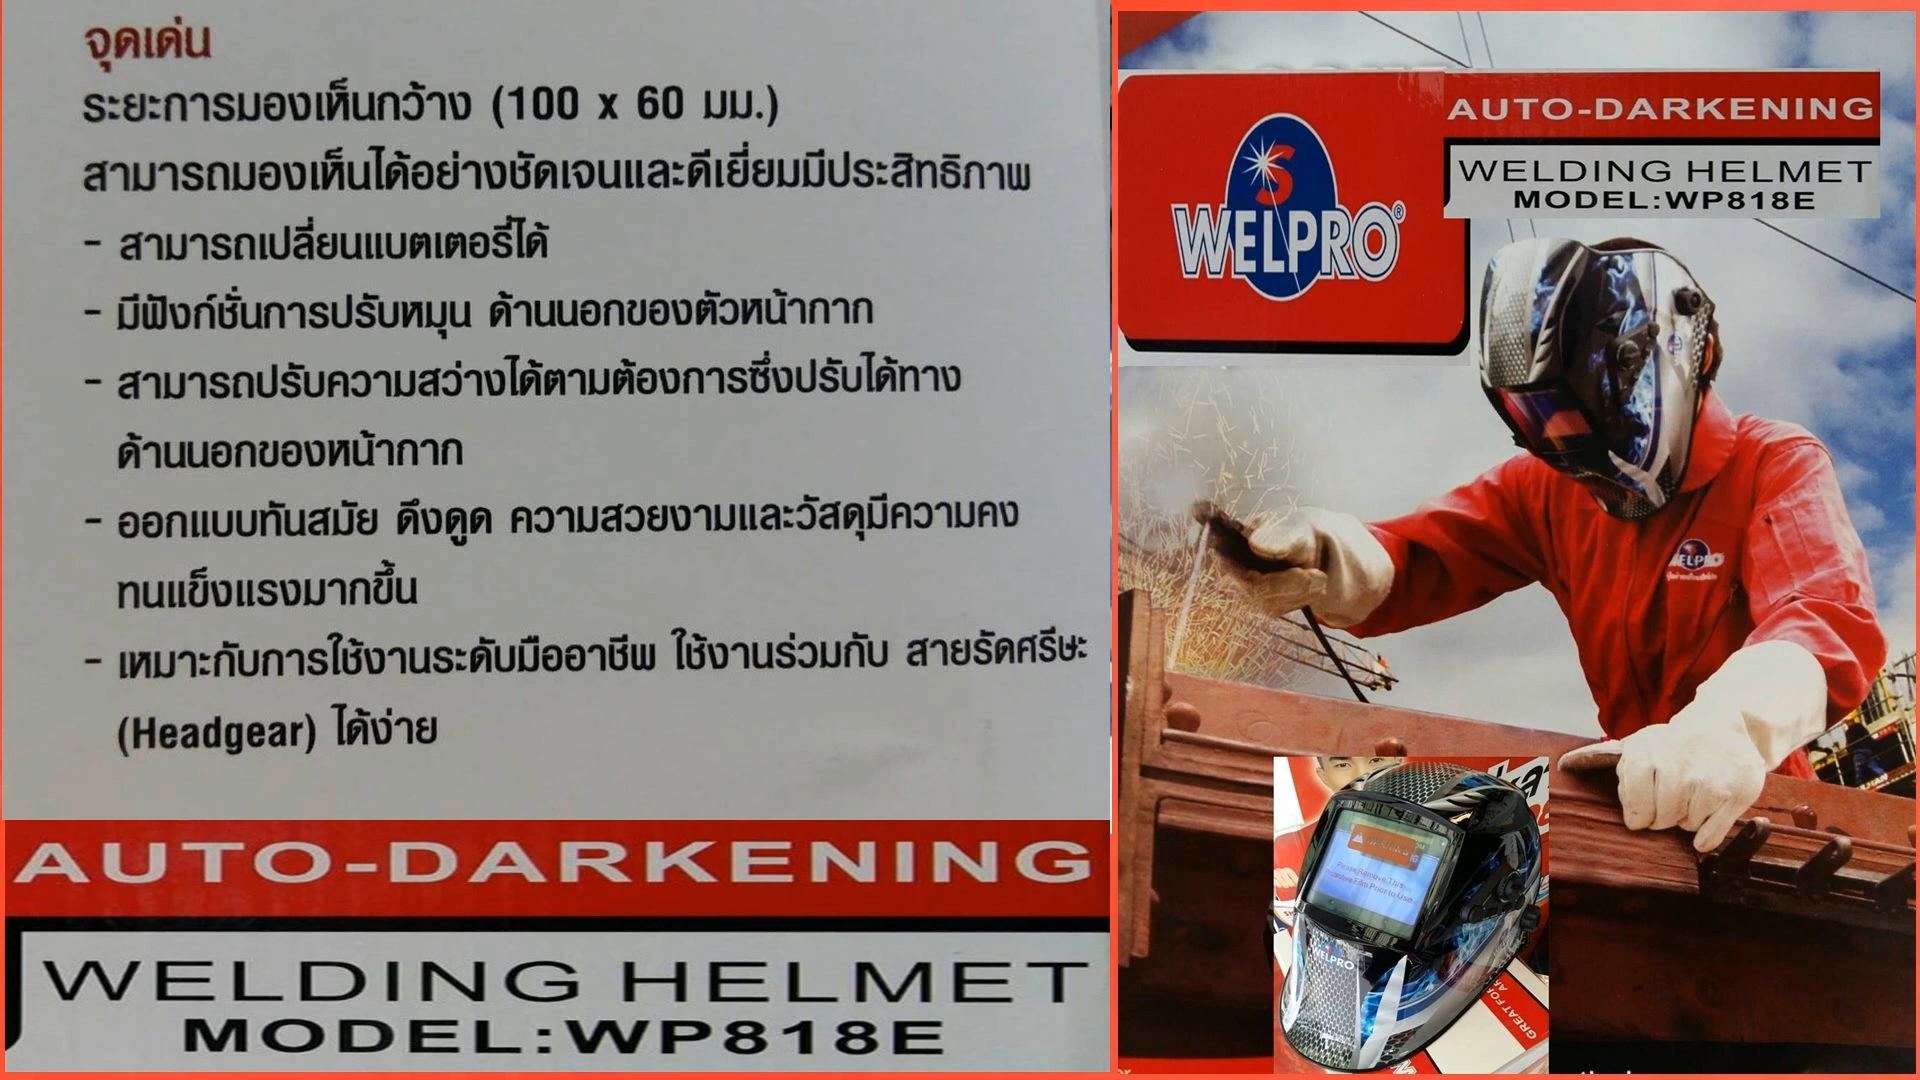 จุดเด่น
ระยะการมองเห็นกว้าง (100 x 60 มม.)
สามารถมองเห็นได้อย่างชัดเจนและดีเยี่ยมมีประสิทธิภาพ
- สามารถเปลี่ยนแบตเตอรี่ได้
- มีฟังก์ชั่นการปรับหมุน ด้านนอกของตัวหน้ากาก
- สามารถปรับความสว่างได้ตามต้องการซึ่งปรับได้ทาง
ด้านนอกของหน้ากาก
- ออกแบบทันสมัย ดึงดูด ความสวยงามและวัสดุมีความคง
ทนแข็งแรงมากขึ้น
- เหมาะกับการใช้งานระดับมืออาชีพ ใช้งานร่วมกับ สายรัดศรีษะ
(Headgear) ได้ง่าย
AUTO-DARKENING
WELDING HELMET
MODEL:WP818E
S
WELPRO®
AUTO-DARKENING
WELDING HELMET
MODEL:WP818E
WELPRO
Please Remove This
Protective Film Prior to Use
WELPRO
GREAT FOR